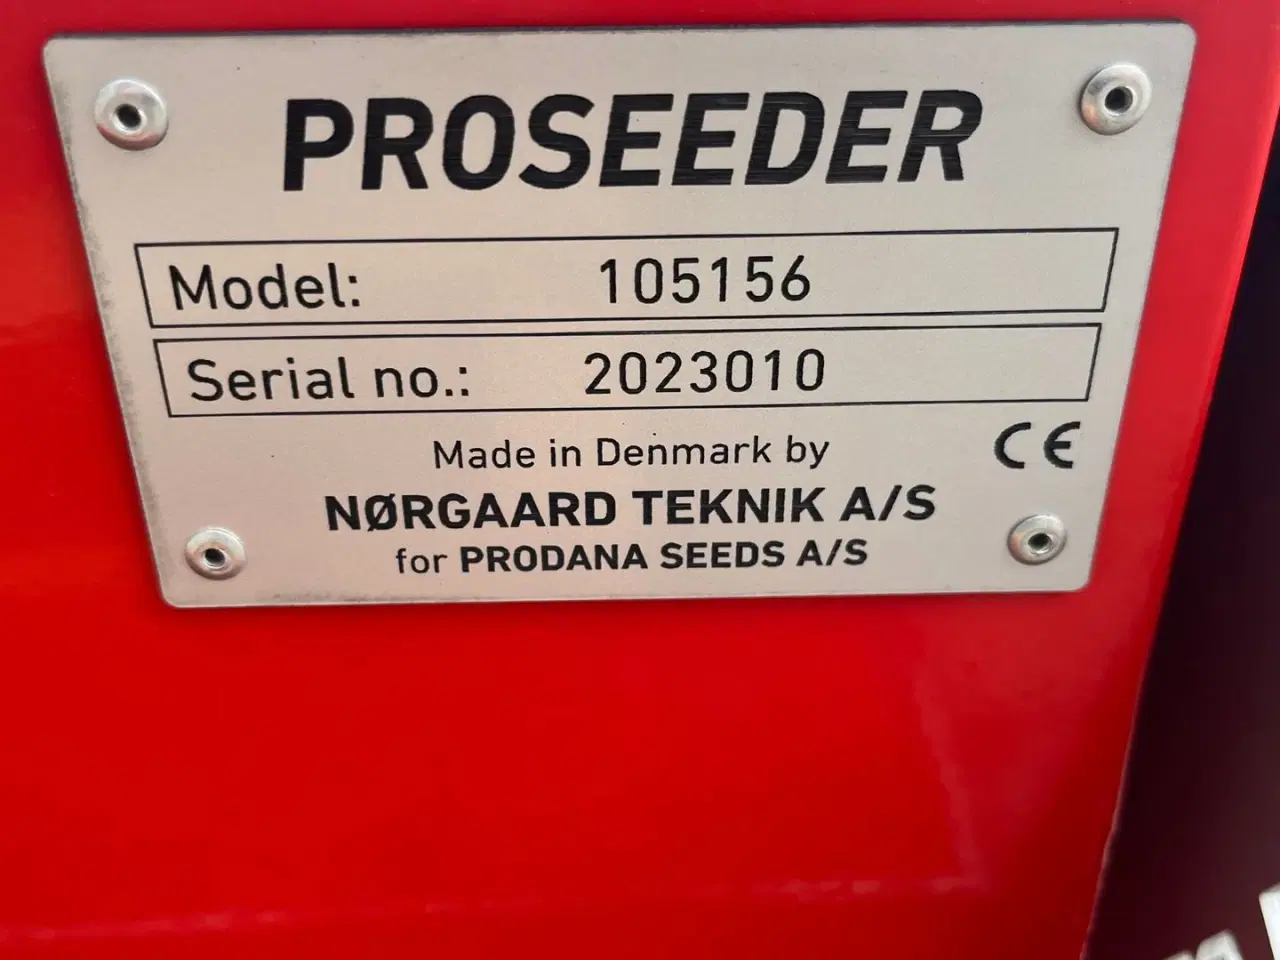 PROSEEDER
Model: 105156
Serial no.: 2023010
Made in Denmark by
CE
NØRGAARD TEKNIK A/S
for PRODANA SEEDS A/S